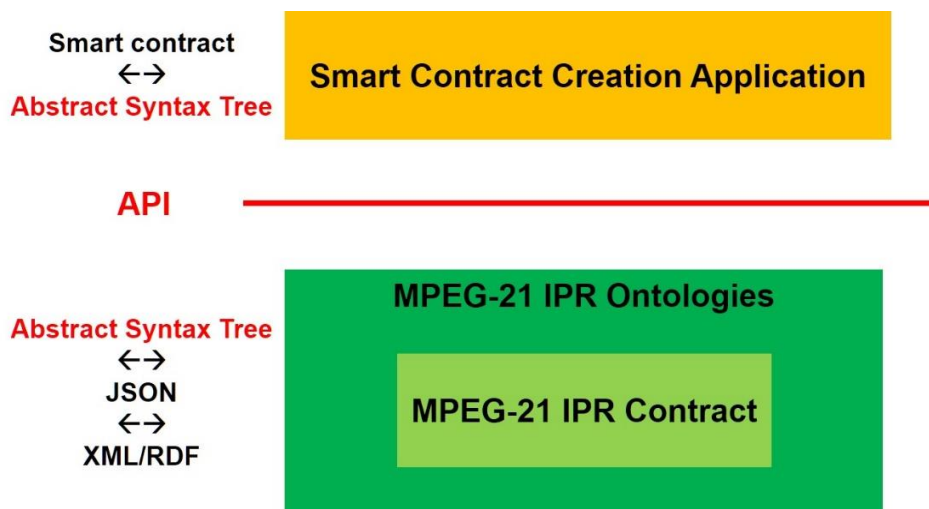 Smart contract
←→
Abstract Syntax Tree
Smart Contract Creation Application
API
MPEG-21 IPR Ontologies
Abstract Syntax Tree
←→
JSON
←→
XML/RDF
MPEG-21 IPR Contract